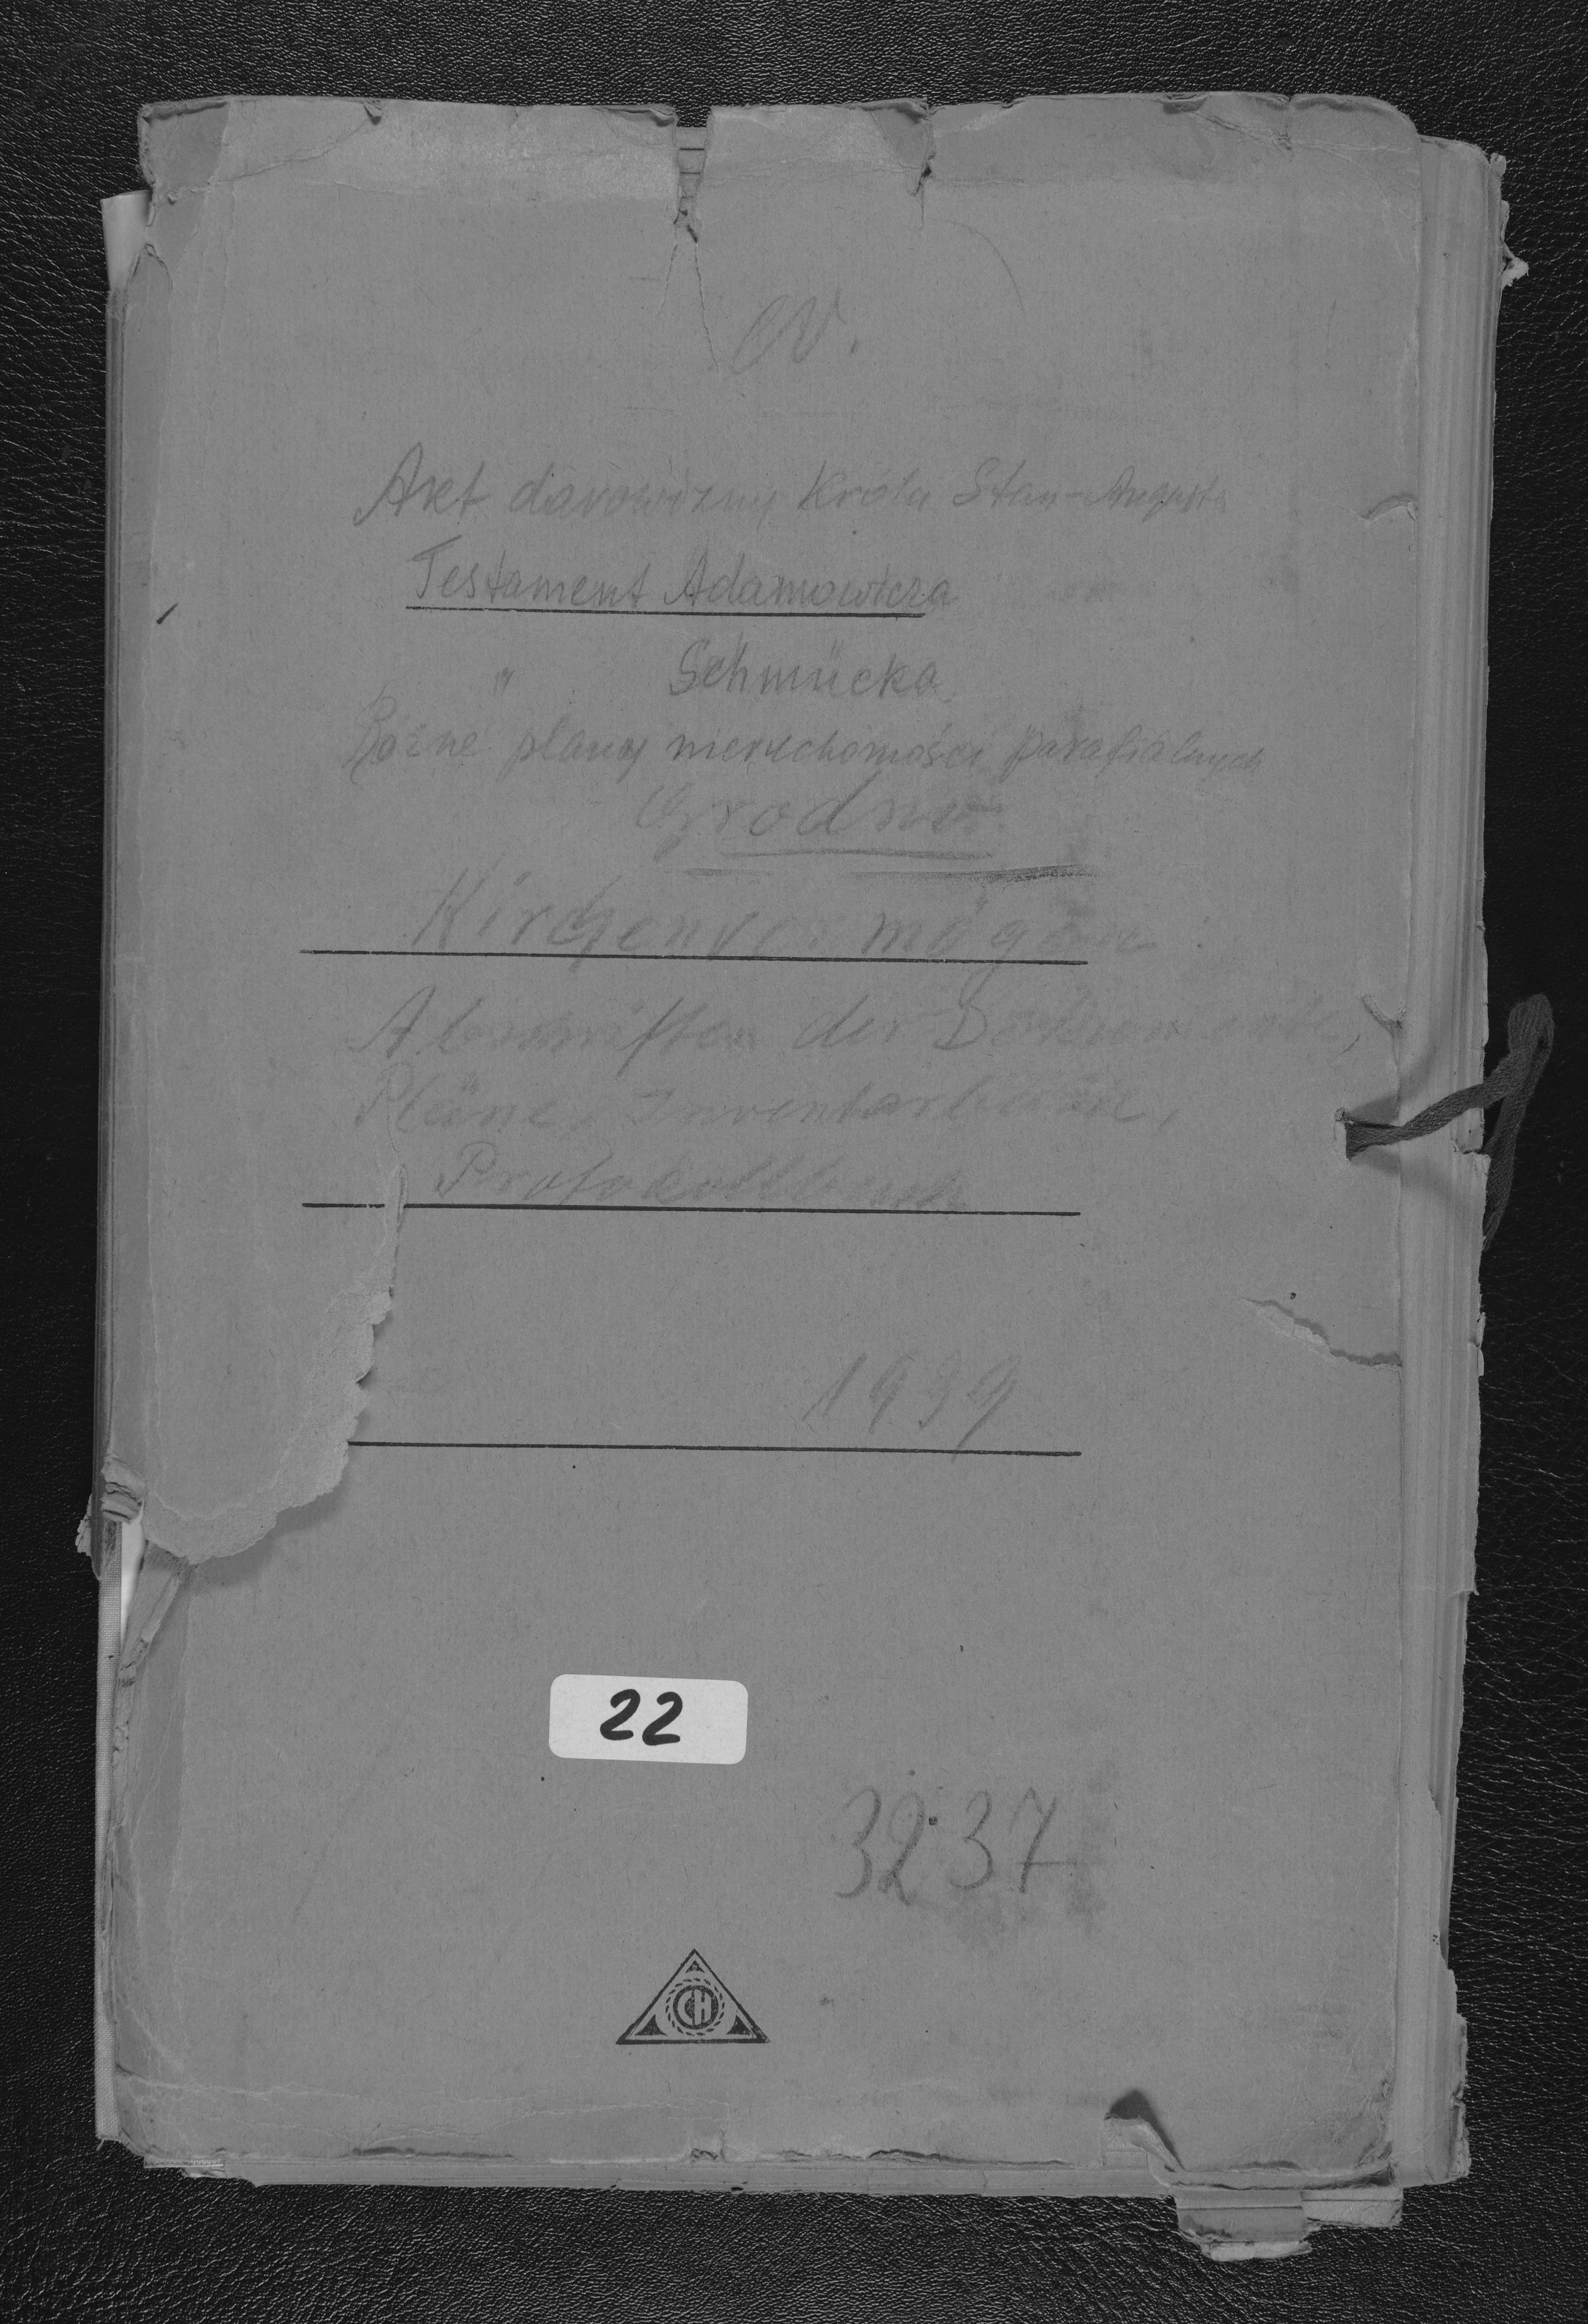 Akt darowizny Króla Stan-Augusta
Testament Adamowicza
" Schmücka
Różne plany nieruchomości parafialnych
Grodno.
Kirchenvermögen
Abschriften der Dokumente,
Pläne, Inventarbuch,
Protokollbuch
1939
22
3237
CH